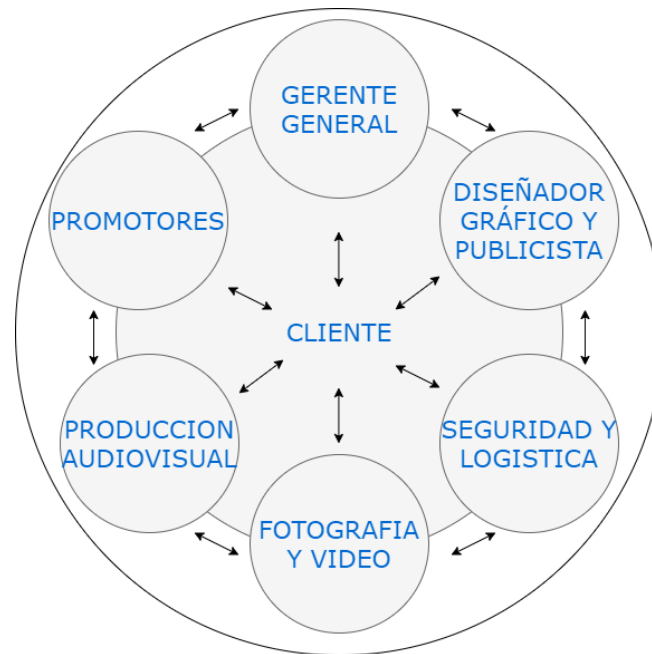 GERENTE
GENERAL
DISEÑADOR
GRÁFICO Y
PUBLICISTA
PROMOTORES
CLIENTE
PRODUCCION
AUDIOVISUAL
SEGURIDAD Y
LOGISTICA
FOTOGRAFIA
Y VIDEO